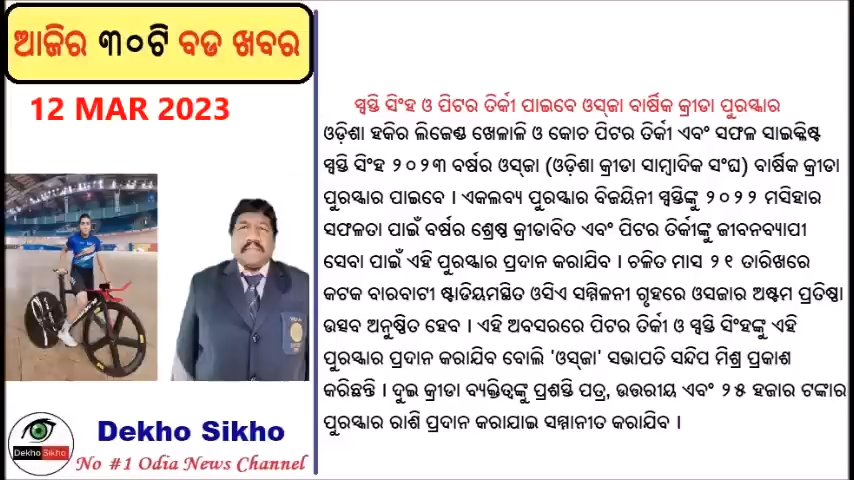 ଆଜିର ୩୦ଟି ବଡ ଖବର
12 MAR 2023
ସ୍ୱସ୍ତି ସିଂହ ଓ ପିଟର ତିର୍କୀ ପାଇବେ ଓସ୍‌ଜା ବାର୍ଷିକ କ୍ରୀଡା ପୁରସ୍କାର
ଓଡ଼ିଶା ହକିର ଲିଜେଣ୍ଡ ଖେଳାଳି ଓ କୋଚ ପିଟର ତିର୍କୀ ଏବଂ ସଫଳ ସାଇକ୍ଲିଷ୍ଟ
ସ୍ୱସ୍ତି ସିଂହ ୨୦୨୩ ବର୍ଷର ଓସ୍‌ଜା (ଓଡ଼ିଶା କ୍ରୀଡା ସାମ୍ବାଦିକ ସଂଘ) ବାର୍ଷିକ କ୍ରୀଡା
ପୁରସ୍କାର ପାଇବେ । ଏକଲବ୍ୟ ପୁରସ୍କାର ବିଜୟିନୀ ସ୍ୱସ୍ତିଙ୍କୁ ୨୦୨୨ ମସିହାର
ସଫଳତା ପାଇଁ ବର୍ଷର ଶ୍ରେଷ୍ଠ କ୍ରୀଡାବିତ ଏବଂ ପିଟର ତିର୍କୀଙ୍କୁ ଜୀବନବ୍ୟାପୀ
ସେବା ପାଇଁ ଏହି ପୁରସ୍କାର ପ୍ରଦାନ କରାଯିବ । ଚଳିତ ମାସ ୨୧ ତାରିଖରେ
କଟକ ବାରବାଟୀ ଷ୍ଟାଡିୟମସ୍ଥିତ ଓସିଏ ସମ୍ମିଳନୀ ଗୃହରେ ଓସଜାର ଅଷ୍ଟମ ପ୍ରତିଷ୍ଠା
ଉତ୍ସବ ଅନୁଷ୍ଠିତ ହେବ । ଏହି ଅବସରରେ ପିଟର ତିର୍କୀ ଓ ସ୍ୱସ୍ତି ସିଂହଙ୍କୁ ଏହି
ପୁରସ୍କାର ପ୍ରଦାନ କରାଯିବ ବୋଲି 'ଓସ୍‌ଜା' ସଭାପତି ସନ୍ଦିପ ମିଶ୍ର ପ୍ରକାଶ
କରିଛନ୍ତି । ଦୁଇ କ୍ରୀଡା ବ୍ୟକ୍ତିତ୍ୱଙ୍କୁ ପ୍ରଶସ୍ତି ପତ୍ର, ଉତ୍ତରୀୟ ଏବଂ ୨୫ ହଜାର ଟଙ୍କାର
ପୁରସ୍କାର ରାଶି ପ୍ରଦାନ କରାଯାଇ ସମ୍ମାନୀତ କରାଯିବ ।
Dekho Sikho
Dekho Sikho
No #1 Odia News Channel